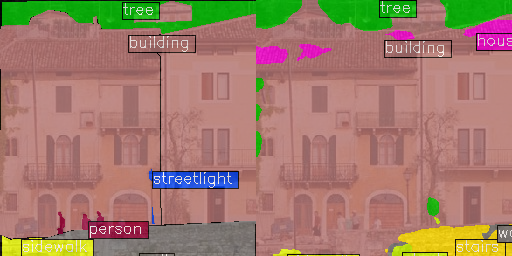 tree
building
streetlight
person
sidewalk
tree
building
hous
stairs